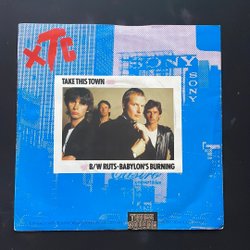 XTC
SONY
SONY
TAKE THIS TOWN
B/W RUTS-BABYLON'S BURNING